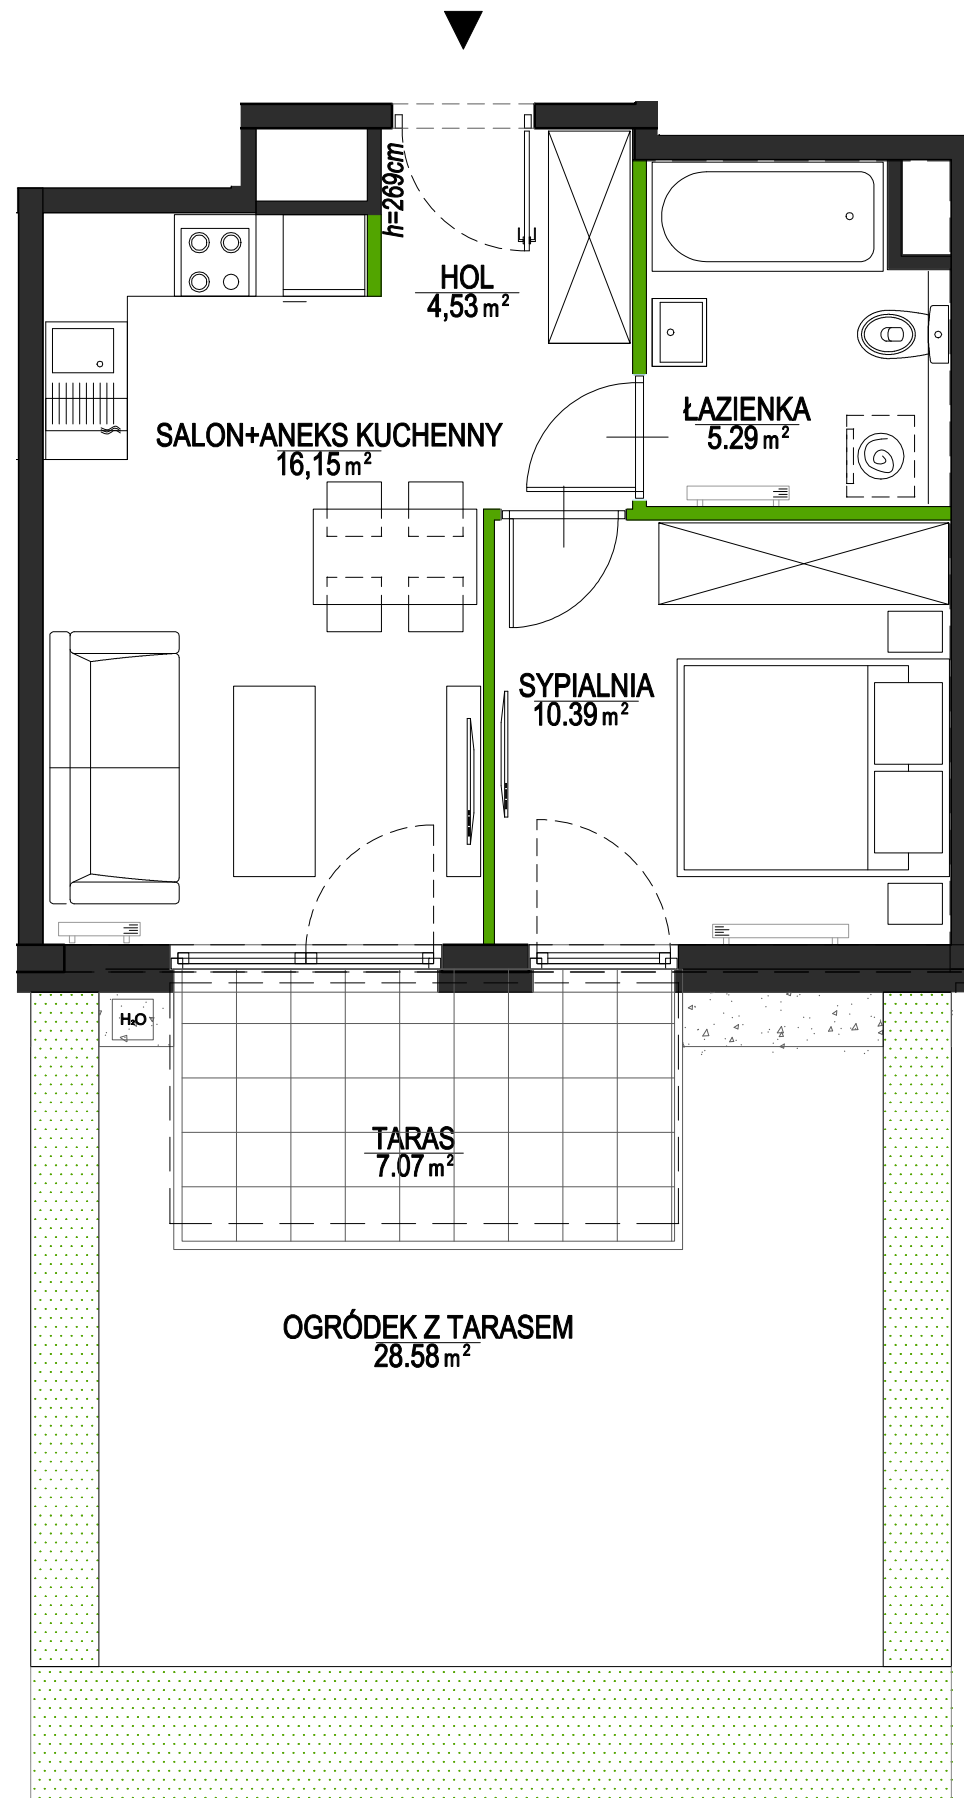 h=269cm
HOL
4,53 m²
ŁAZIENKA
5.29 m²
SALON+ANEKS KUCHENNY
16,15 m²
SYPIALNIA
10.39 m²
H₂O
TARAS
7.07 m²
OGRÓDEK Z TARASEM
28.58 m²